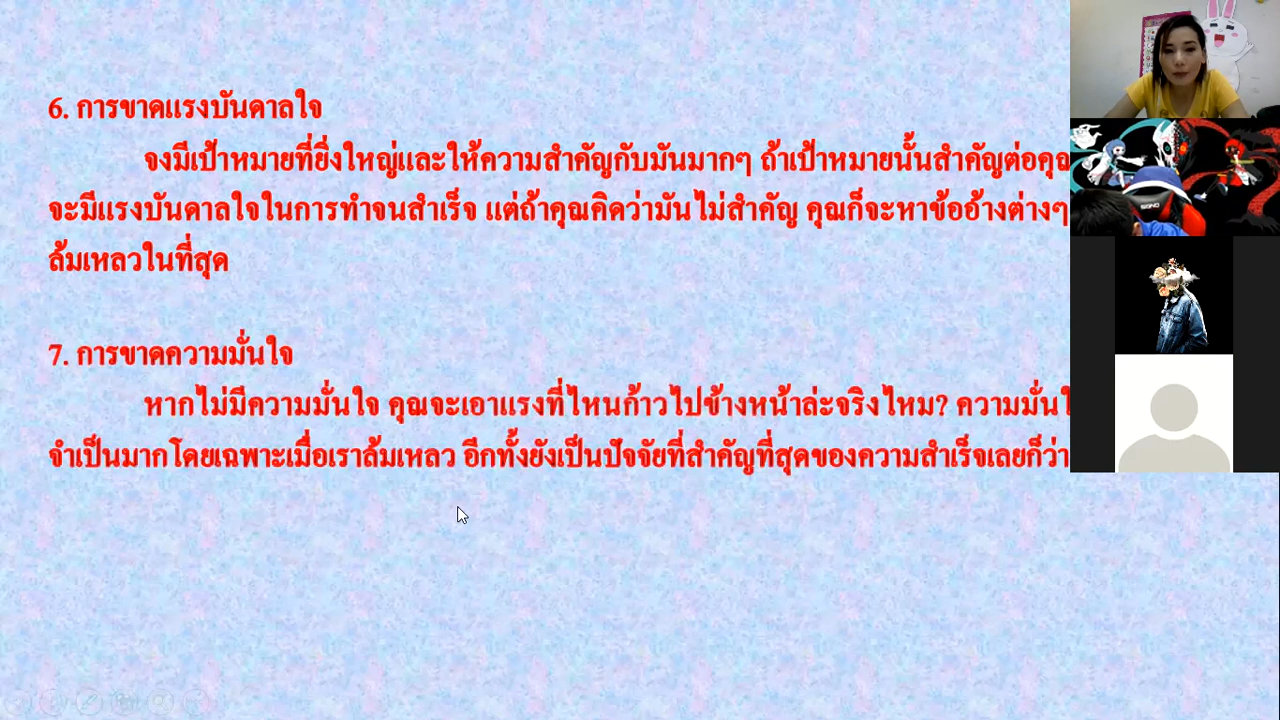 6. การขาดแรงบันดาลใจ
จงมีเป้าหมายที่ยิ่งใหญ่และให้ความสำคัญกับมันมากๆ ถ้าเป้าหมายนั้นสำคัญต่อคุณ
จะมีแรงบันดาลใจในการทำจนสำเร็จ แต่ถ้าคุณคิดว่ามันไม่สำคัญ คุณก็จะหาข้ออ้างต่างๆ
ล้มเหลวในที่สุด
7. การขาดความมั่นใจ
หากไม่มีความมั่นใจ คุณจะเอาแรงที่ไหนก้าวไปข้างหน้าล่ะจริงไหม? ความมั่นใ
จำเป็นมากโดยเฉพาะเมื่อเราล้มเหลว อีกทั้งยังเป็นปัจจัยที่สำคัญที่สุดของความสำเร็จเลยก็ว่า